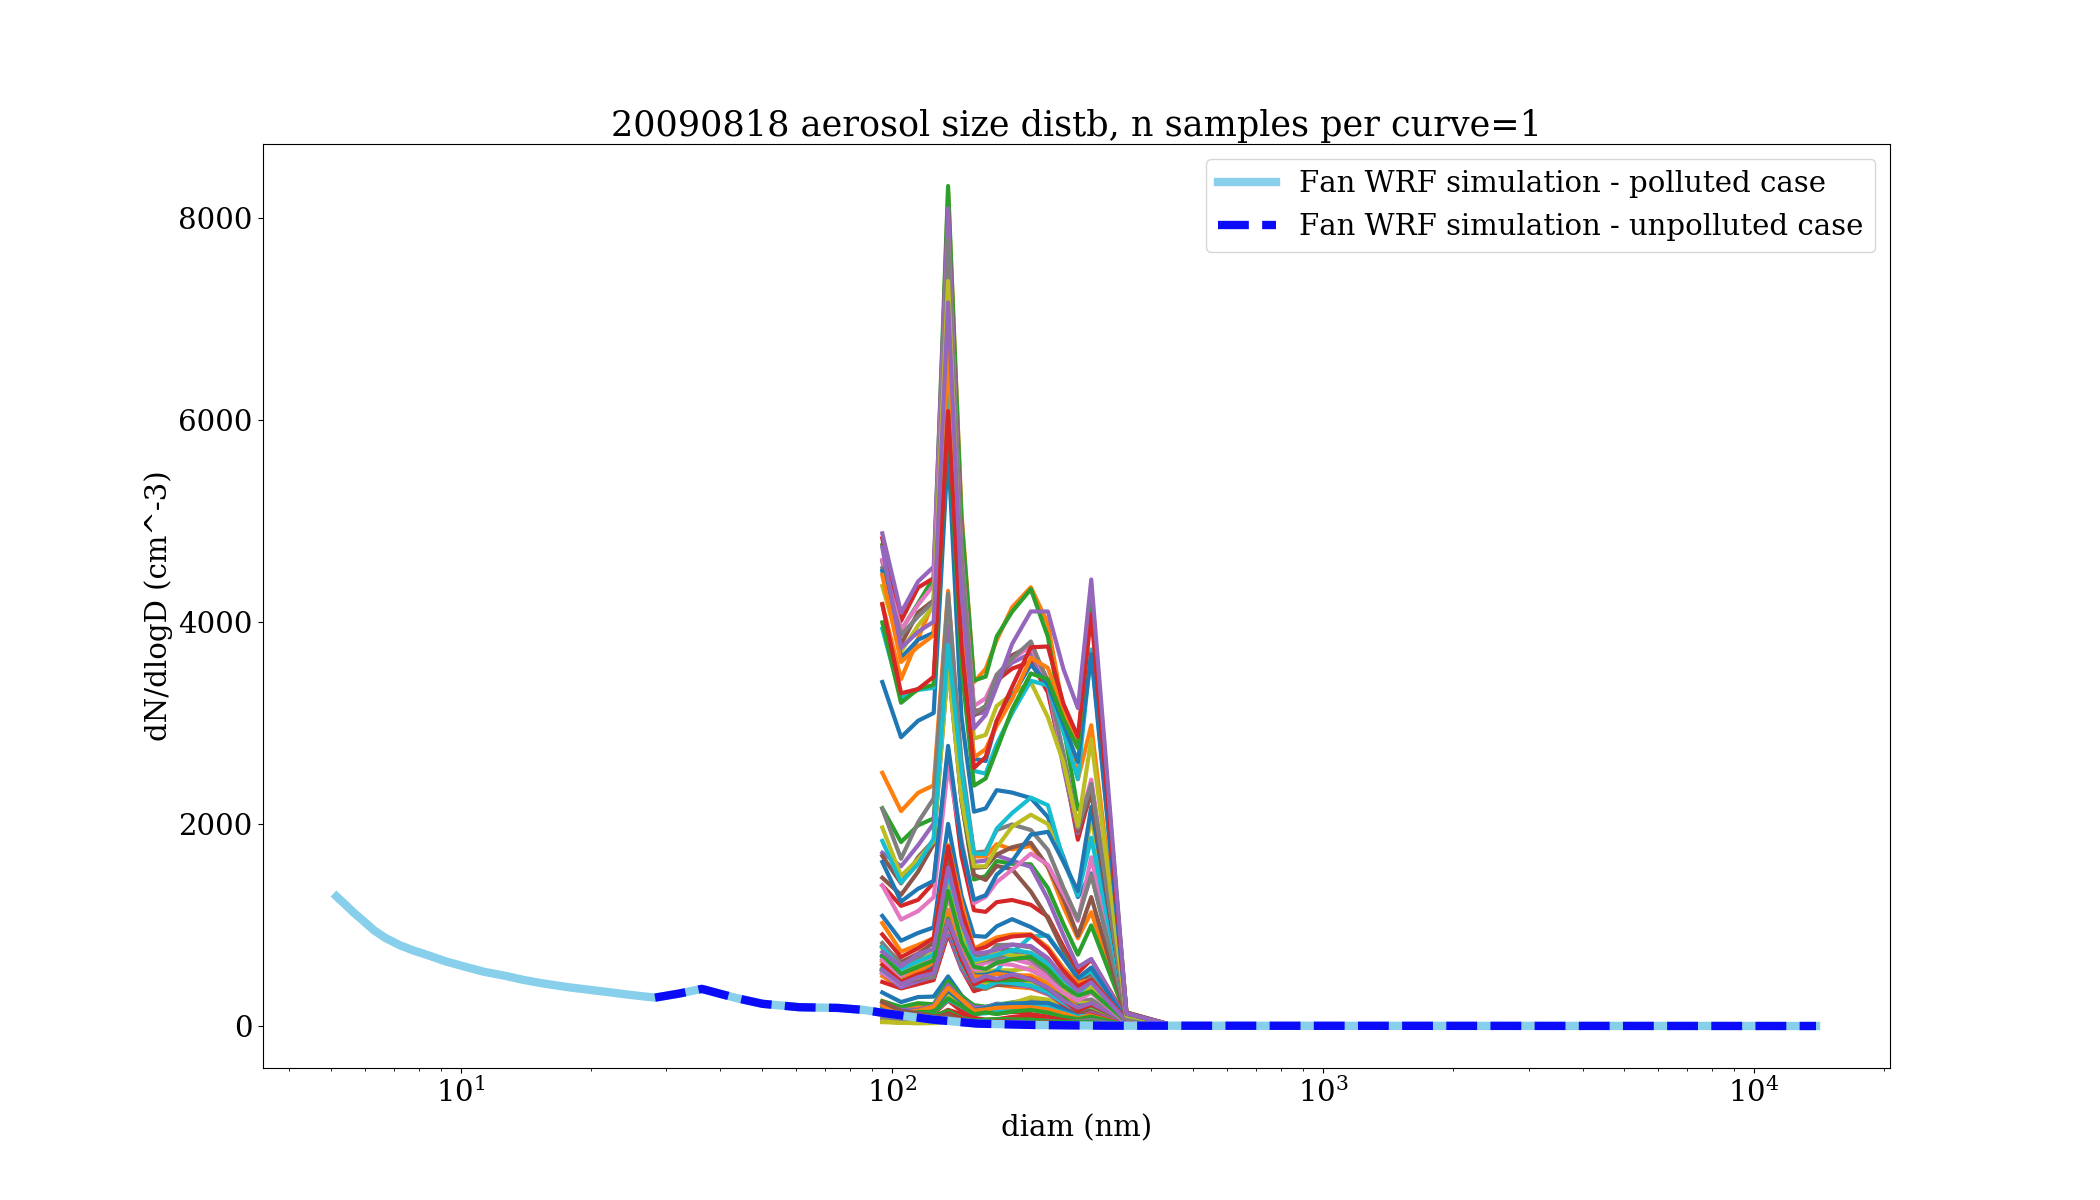 20090818 aerosol size distb, n samples per curve=1
Fan WRF simulation - polluted case
Fan WRF simulation - unpolluted case
8000
6000
4000
2000
0
dN/dlogD (cm^-3)
10¹
10²
10³
10⁴
diam (nm)